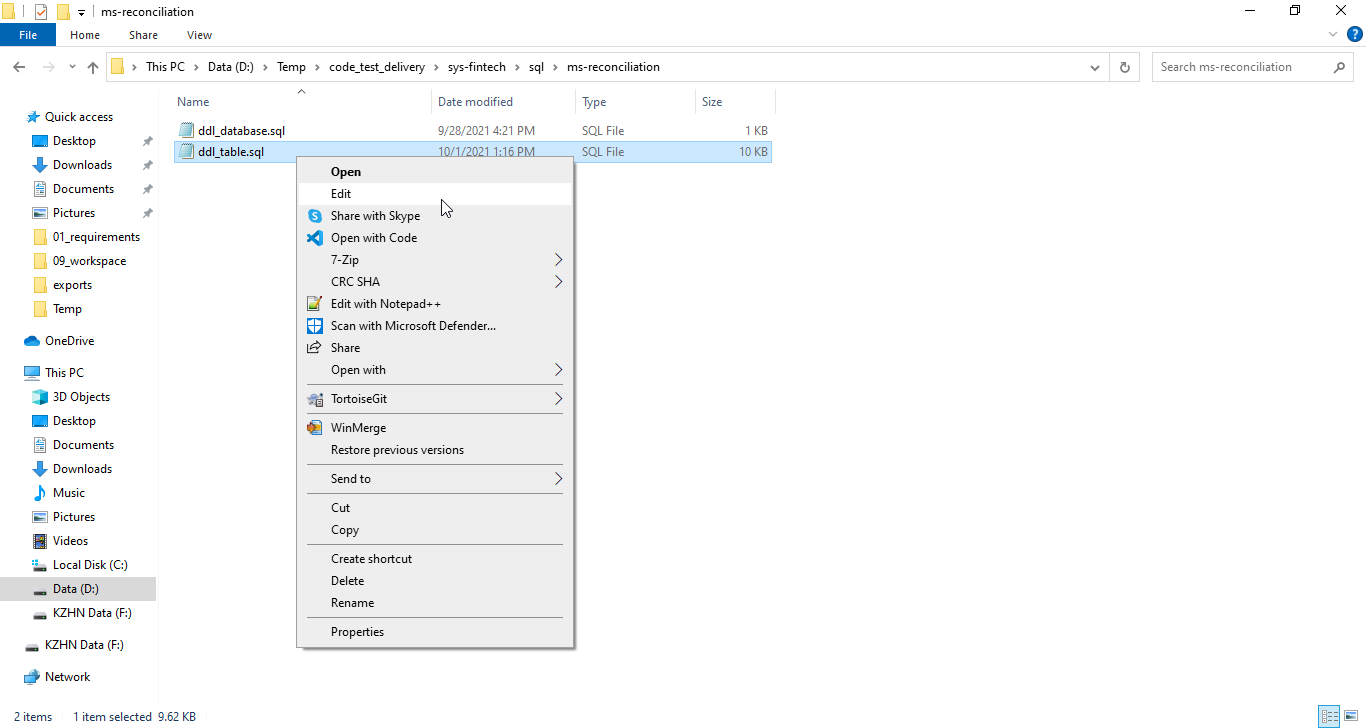 ms-reconciliation
File Home Share View
This PC Data (D:) Temp code_test_delivery sys-fintech sql ms-reconciliation
Search ms-reconciliation
Name Date modified Type Size
ddl_database.sql 9/28/2021 4:21 PM SQL File 1 KB
ddl_table.sql 10/1/2021 1:16 PM SQL File 10 KB
Quick access
Desktop
Downloads
Documents
Pictures
01_requirements
09_workspace
exports
Temp
OneDrive
This PC
3D Objects
Desktop
Documents
Downloads
Music
Pictures
Videos
Local Disk (C:)
Data (D:)
KZHN Data (F:)
KZHN Data (F:)
Network
Open
Edit
Share with Skype
Open with Code
7-Zip
CRC SHA
Edit with Notepad++
Scan with Microsoft Defender...
Share
Open with
TortoiseGit
WinMerge
Restore previous versions
Send to
Cut
Copy
Create shortcut
Delete
Rename
Properties
2 items 1 item selected 9.62 KB